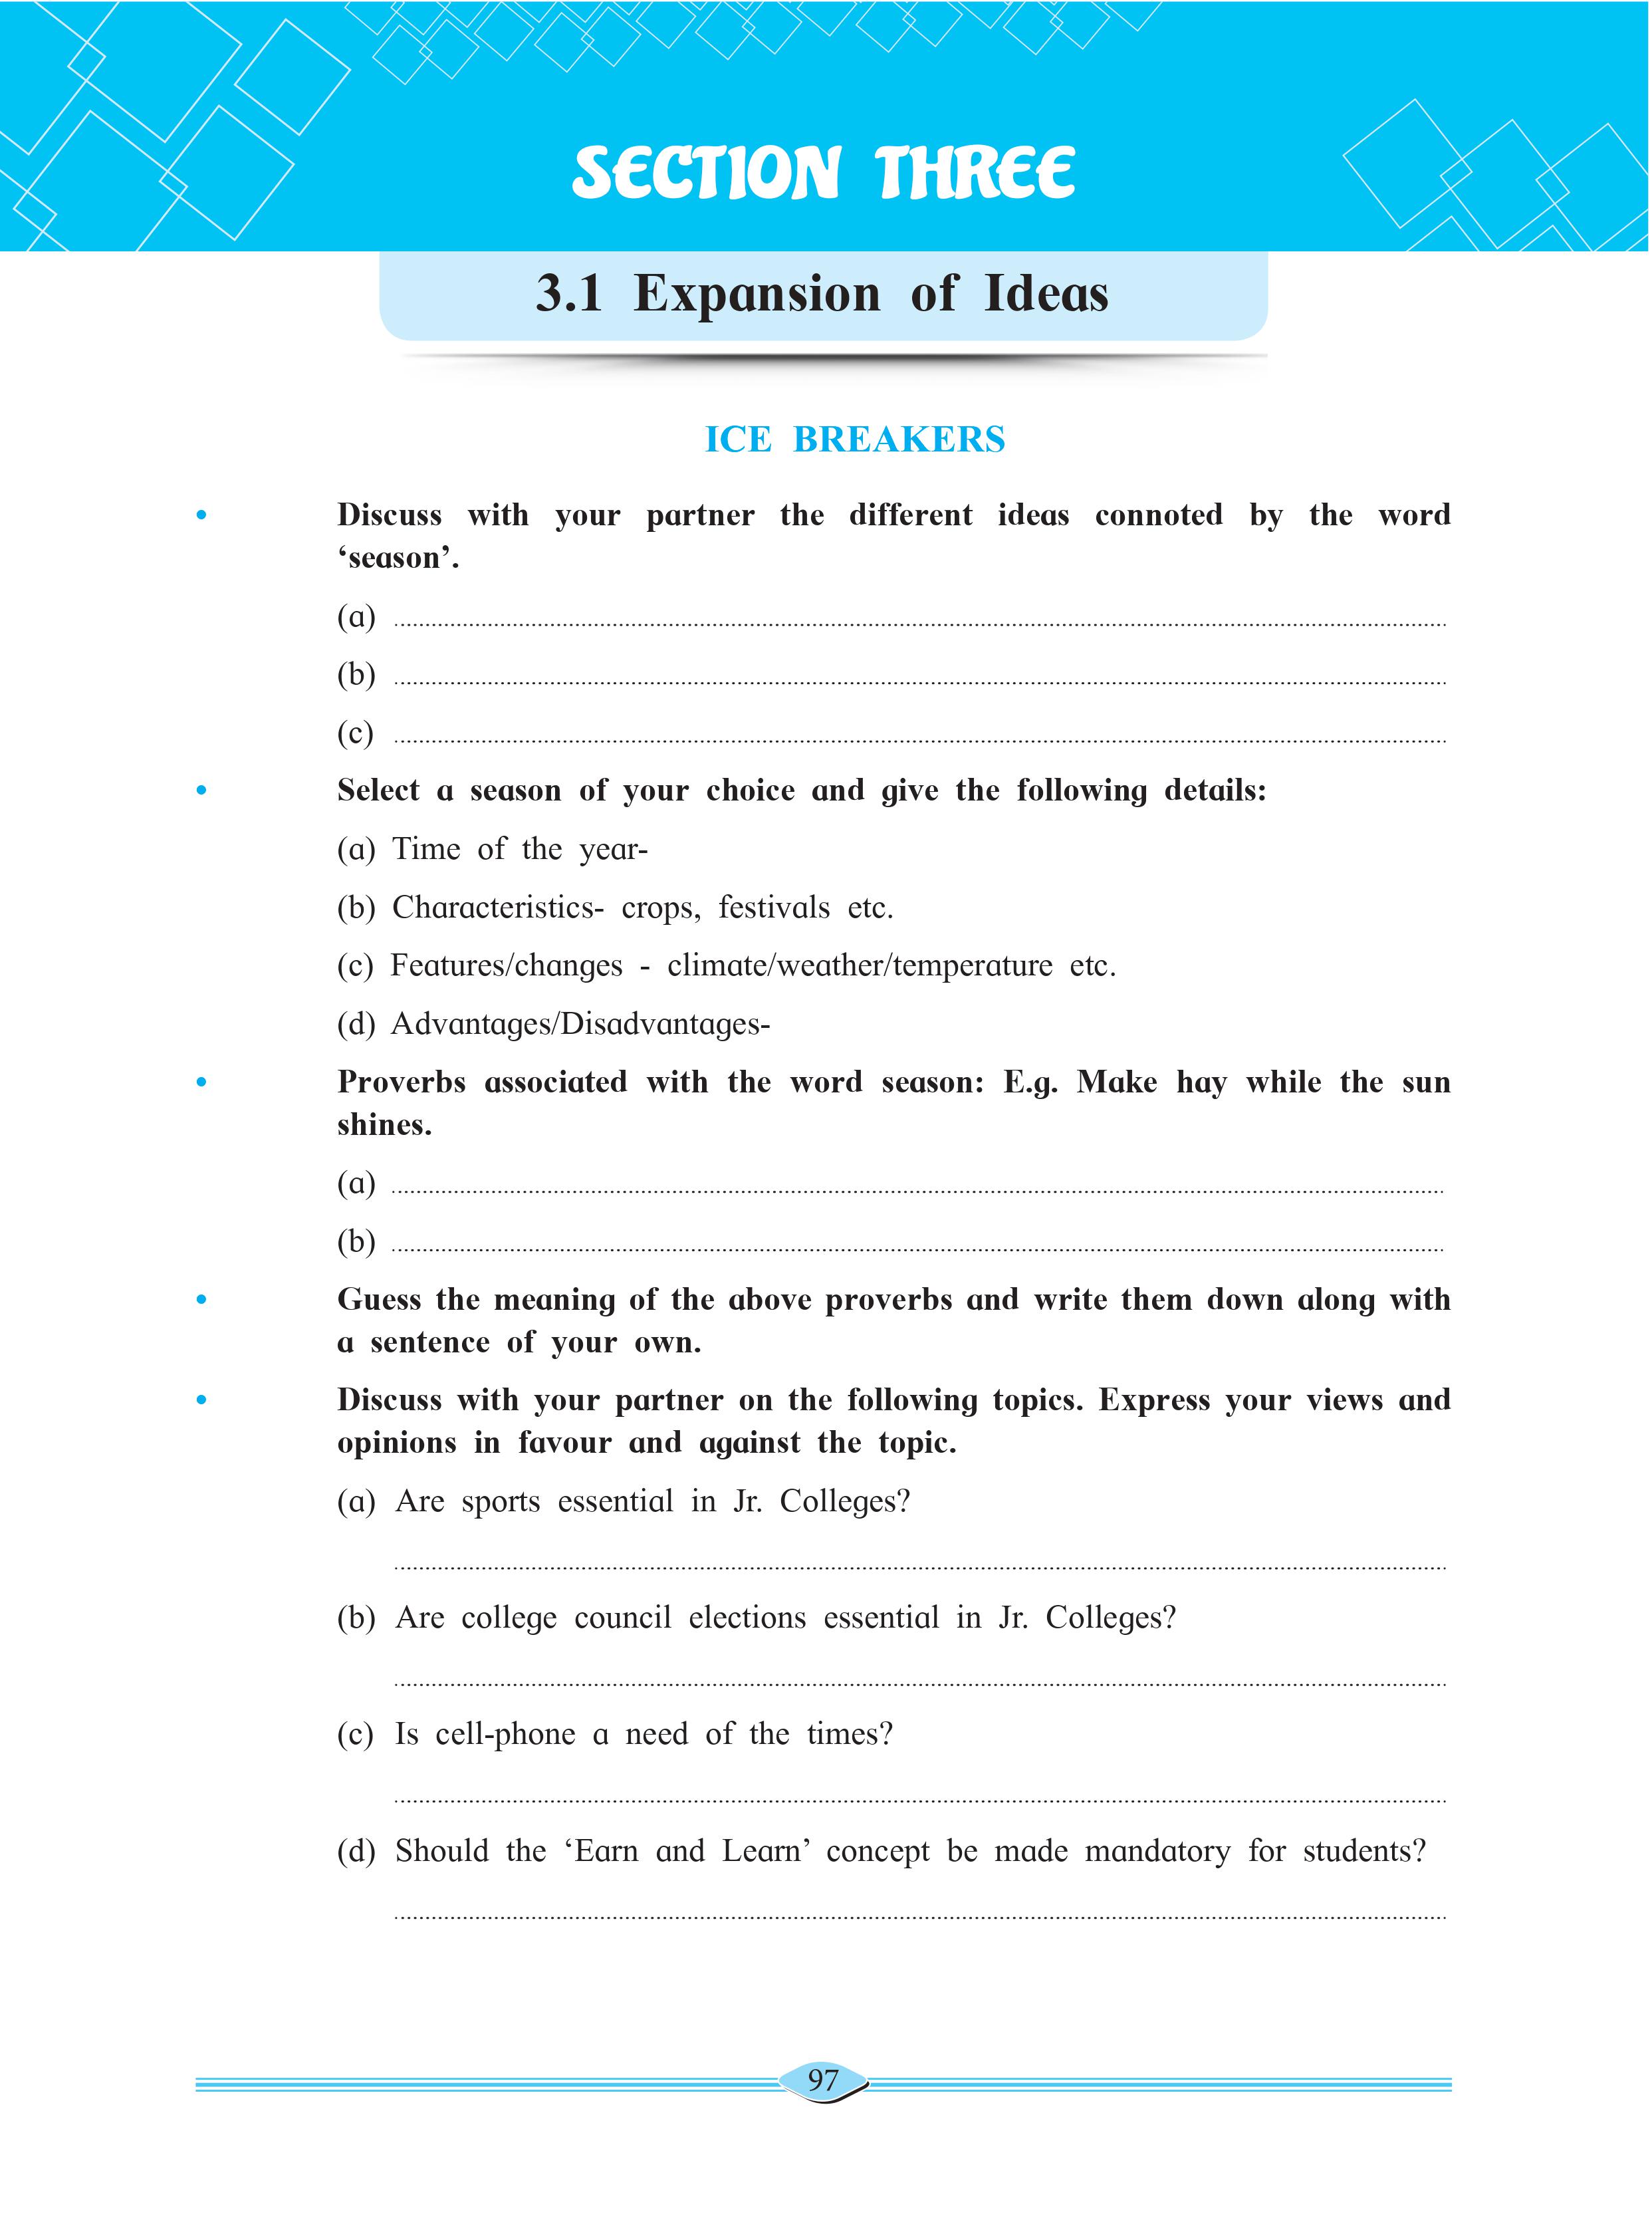 SECTION THREE
3.1 Expansion of Ideas
ICE BREAKERS
• Discuss with your partner the different ideas connoted by the word
‘season’.
(a) ........................................
(b) ........................................
(c) ........................................
• Select a season of your choice and give the following details:
(a) Time of the year-
(b) Characteristics- crops, festivals etc.
(c) Features/changes - climate/weather/temperature etc.
(d) Advantages/Disadvantages-
• Proverbs associated with the word season: E.g. Make hay while the sun
shines.
(a) ........................................
(b) ........................................
• Guess the meaning of the above proverbs and write them down along with
a sentence of your own.
• Discuss with your partner on the following topics. Express your views and
opinions in favour and against the topic.
(a) Are sports essential in Jr. Colleges?
........................................
(b) Are college council elections essential in Jr. Colleges?
........................................
(c) Is cell-phone a need of the times?
........................................
(d) Should the ‘Earn and Learn’ concept be made mandatory for students?
........................................
97